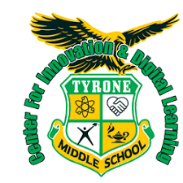 Center For Innovation & Digital Learning
TYRONE
MIDDLE SCHOOL